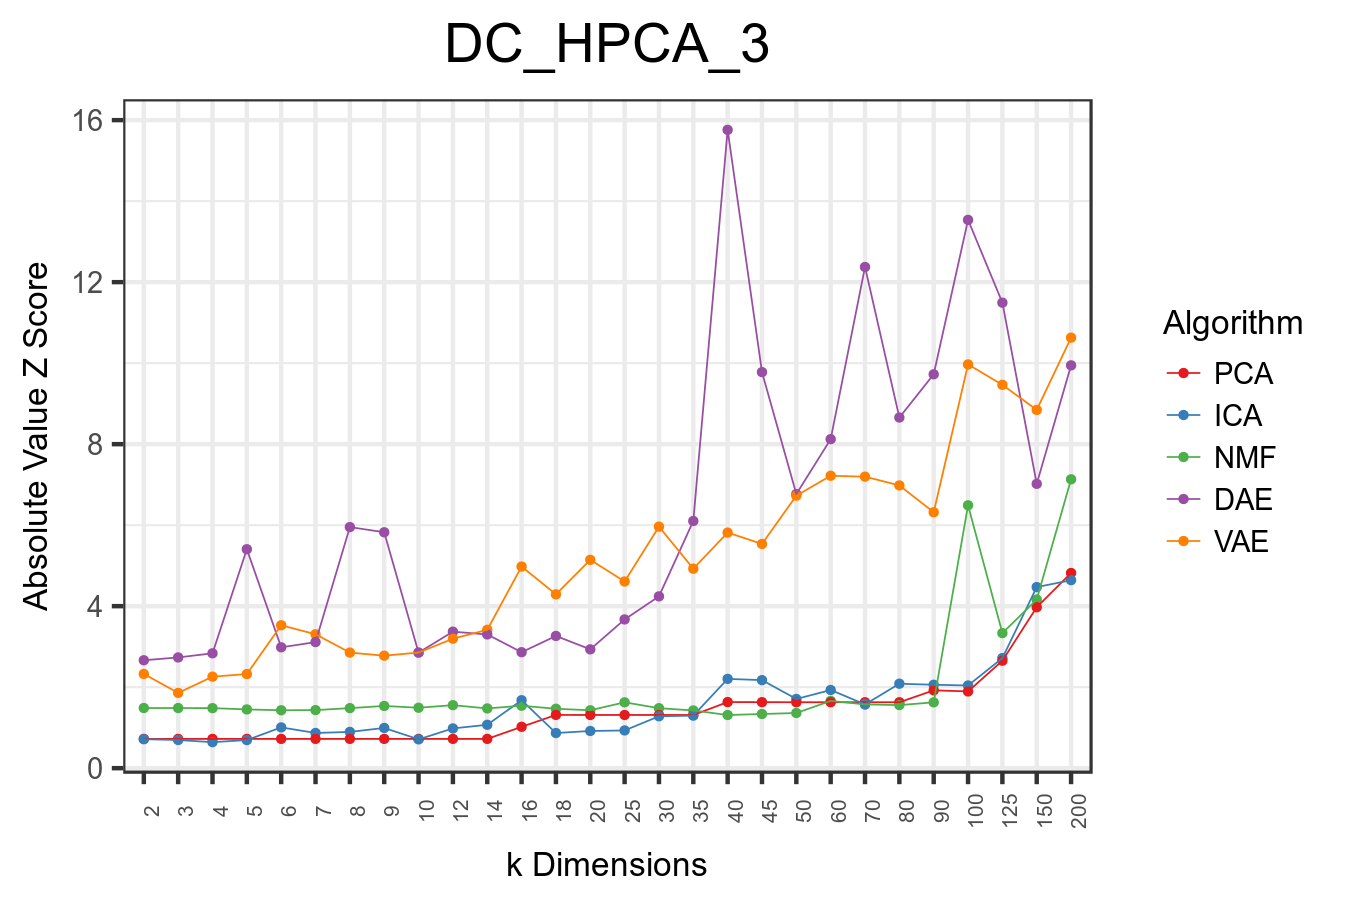 DC_HPCA_3
Absolute Value Z Score
16
12
8
4
0
2 3 4 5 6 7 8 9 10 12 14 16 18 20 25 30 35 40 45 50 60 70 80 90 100 125 150 200
k Dimensions
Algorithm
PCA
ICA
NMF
DAE
VAE